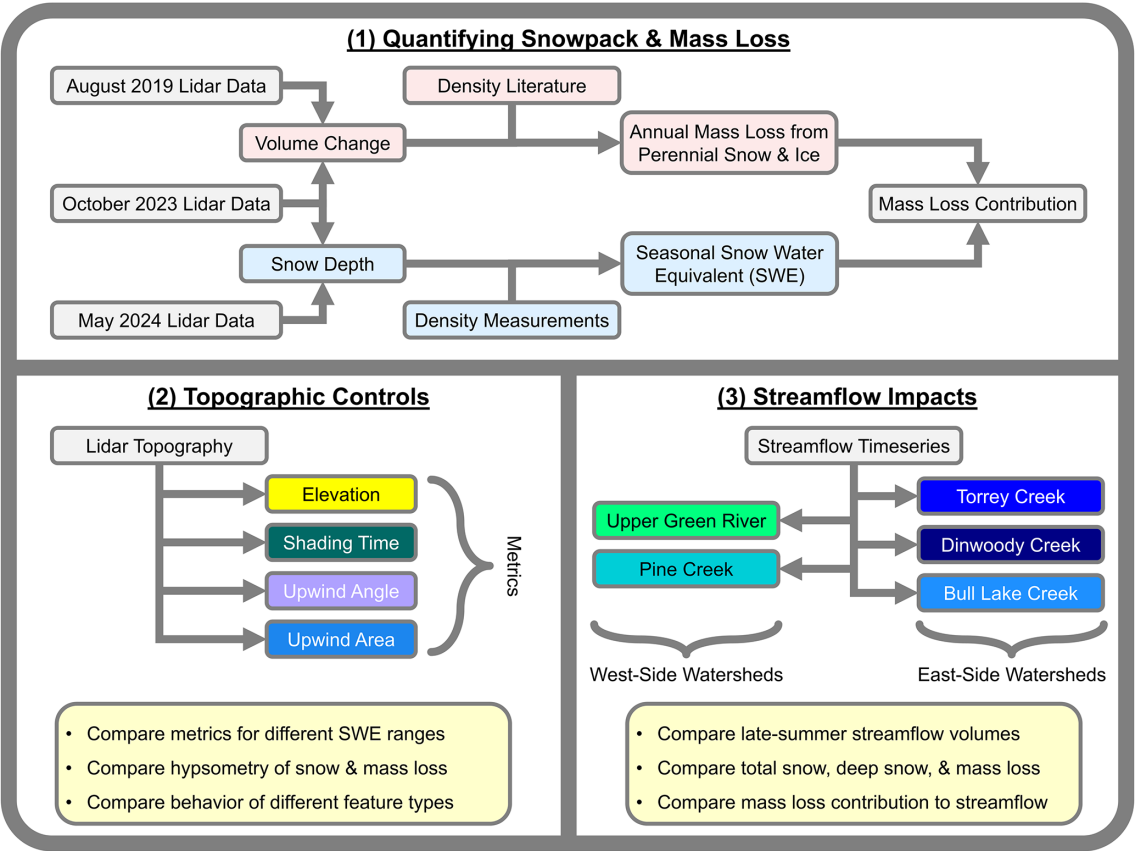 (1) Quantifying Snowpack & Mass Loss
August 2019 Lidar Data
Density Literature
Volume Change
Annual Mass Loss from
Perennial Snow & Ice
October 2023 Lidar Data
Mass Loss Contribution
Snow Depth
Seasonal Snow Water
Equivalent (SWE)
May 2024 Lidar Data
Density Measurements
(2) Topographic Controls
Lidar Topography
Elevation
Shading Time
Upwind Angle
Upwind Area
Metrics
• Compare metrics for different SWE ranges
• Compare hypsometry of snow & mass loss
• Compare behavior of different feature types
(3) Streamflow Impacts
Streamflow Timeseries
Upper Green River
Pine Creek
Torrey Creek
Dinwoody Creek
Bull Lake Creek
West-Side Watersheds
East-Side Watersheds
• Compare late-summer streamflow volumes
• Compare total snow, deep snow, & mass loss
• Compare mass loss contribution to streamflow